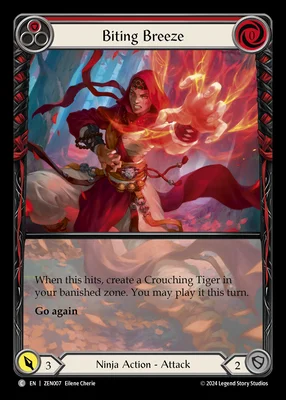 0
Biting Breeze
When this hits, create a Crouching Tiger in
your banished zone. You may play it this turn.
Go again
3
Ninja Action - Attack
2
C EN | ZEN007 Eilene Cherie
© 2024 Legend Story Studios